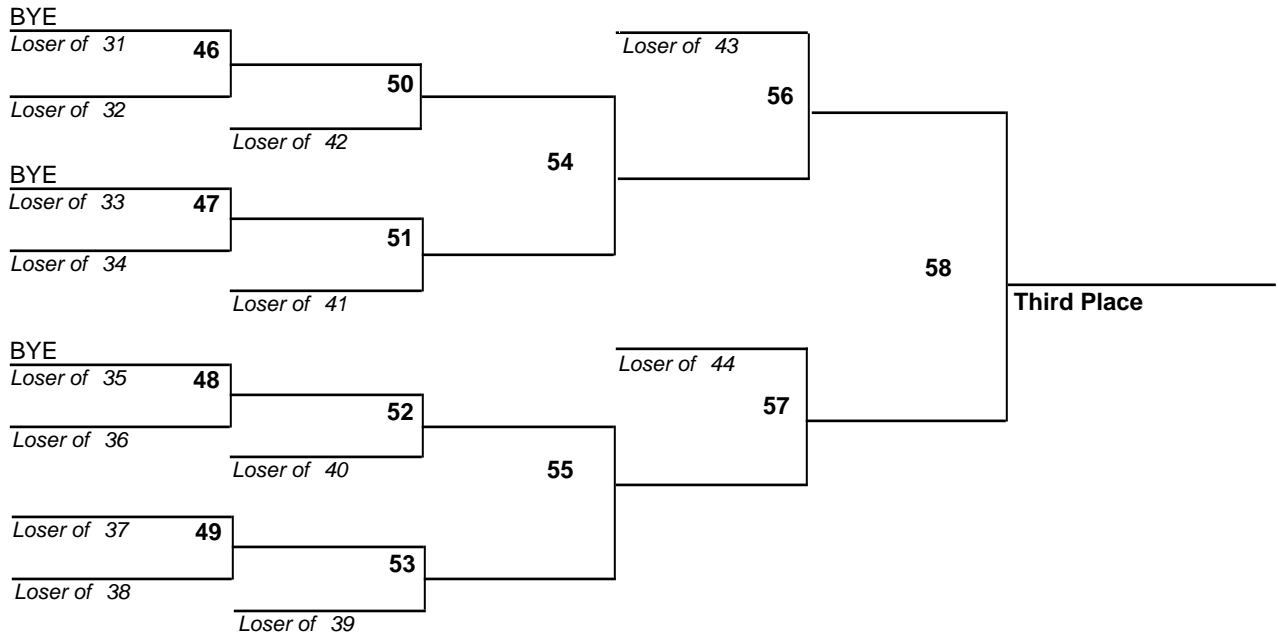 BYE
Loser of 31
46
Loser of 32
50
Loser of 42
BYE
Loser of 33
47
Loser of 34
51
Loser of 41
54
Loser of 43
56
BYE
Loser of 35
48
Loser of 36
52
Loser of 40
Loser of 37
49
Loser of 38
53
Loser of 39
55
Loser of 44
57
58
Third Place